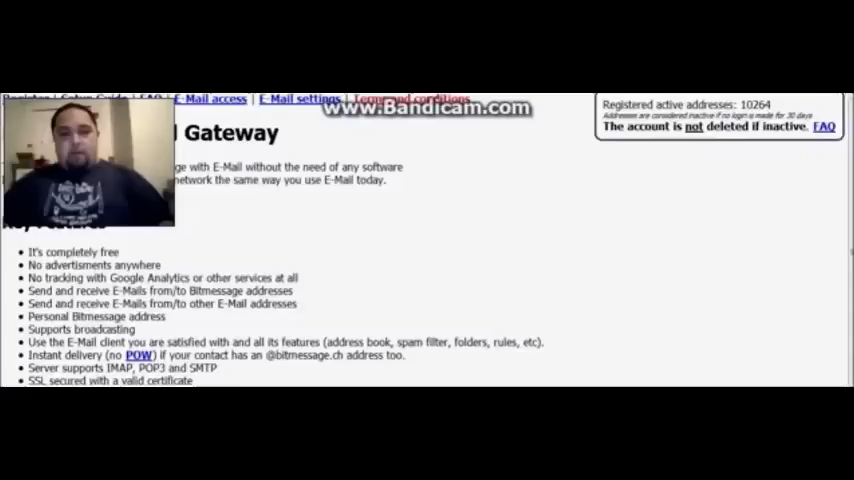 Register | Setup Guide | FAQ | E-Mail access | E-Mail settings | Terms and conditions
www.Bandicam.com
Registered active addresses: 10264
Addresses are considered inactive if no login is made for 30 days
The account is not deleted if inactive. FAQ
Gateway
ge with E-Mail without the need of any software
network the same way you use E-Mail today.
Key Features
It's completely free
No advertisments anywhere
No tracking with Google Analytics or other services at all
Send and receive E-Mails from/to Bitmessage addresses
Send and receive E-Mails from/to other E-Mail addresses
Personal Bitmessage address
Supports broadcasting
Use the E-Mail client you are satisfied with and all its features (address book, spam filter, folders, rules, etc).
Instant delivery (no POW) if your contact has an @bitmessage.ch address too.
Server supports IMAP, POP3 and SMTP
SSL secured with a valid certificate